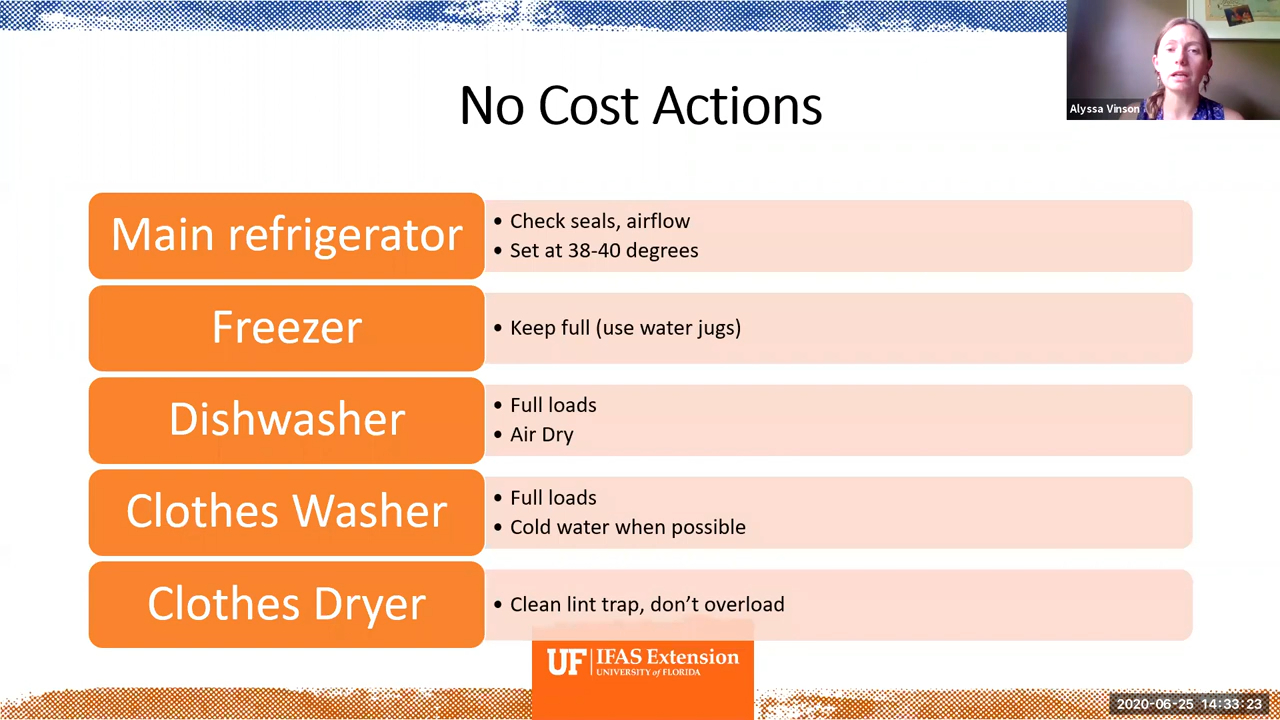 No Cost Actions
Alyssa Vinson
Main refrigerator
• Check seals, airflow
• Set at 38-40 degrees
Freezer
• Keep full (use water jugs)
Dishwasher
• Full loads
• Air Dry
Clothes Washer
• Full loads
• Cold water when possible
Clothes Dryer
• Clean lint trap, don’t overload
UF IFAS Extension
UNIVERSITY of FLORIDA
2020-06-25 14:33:23